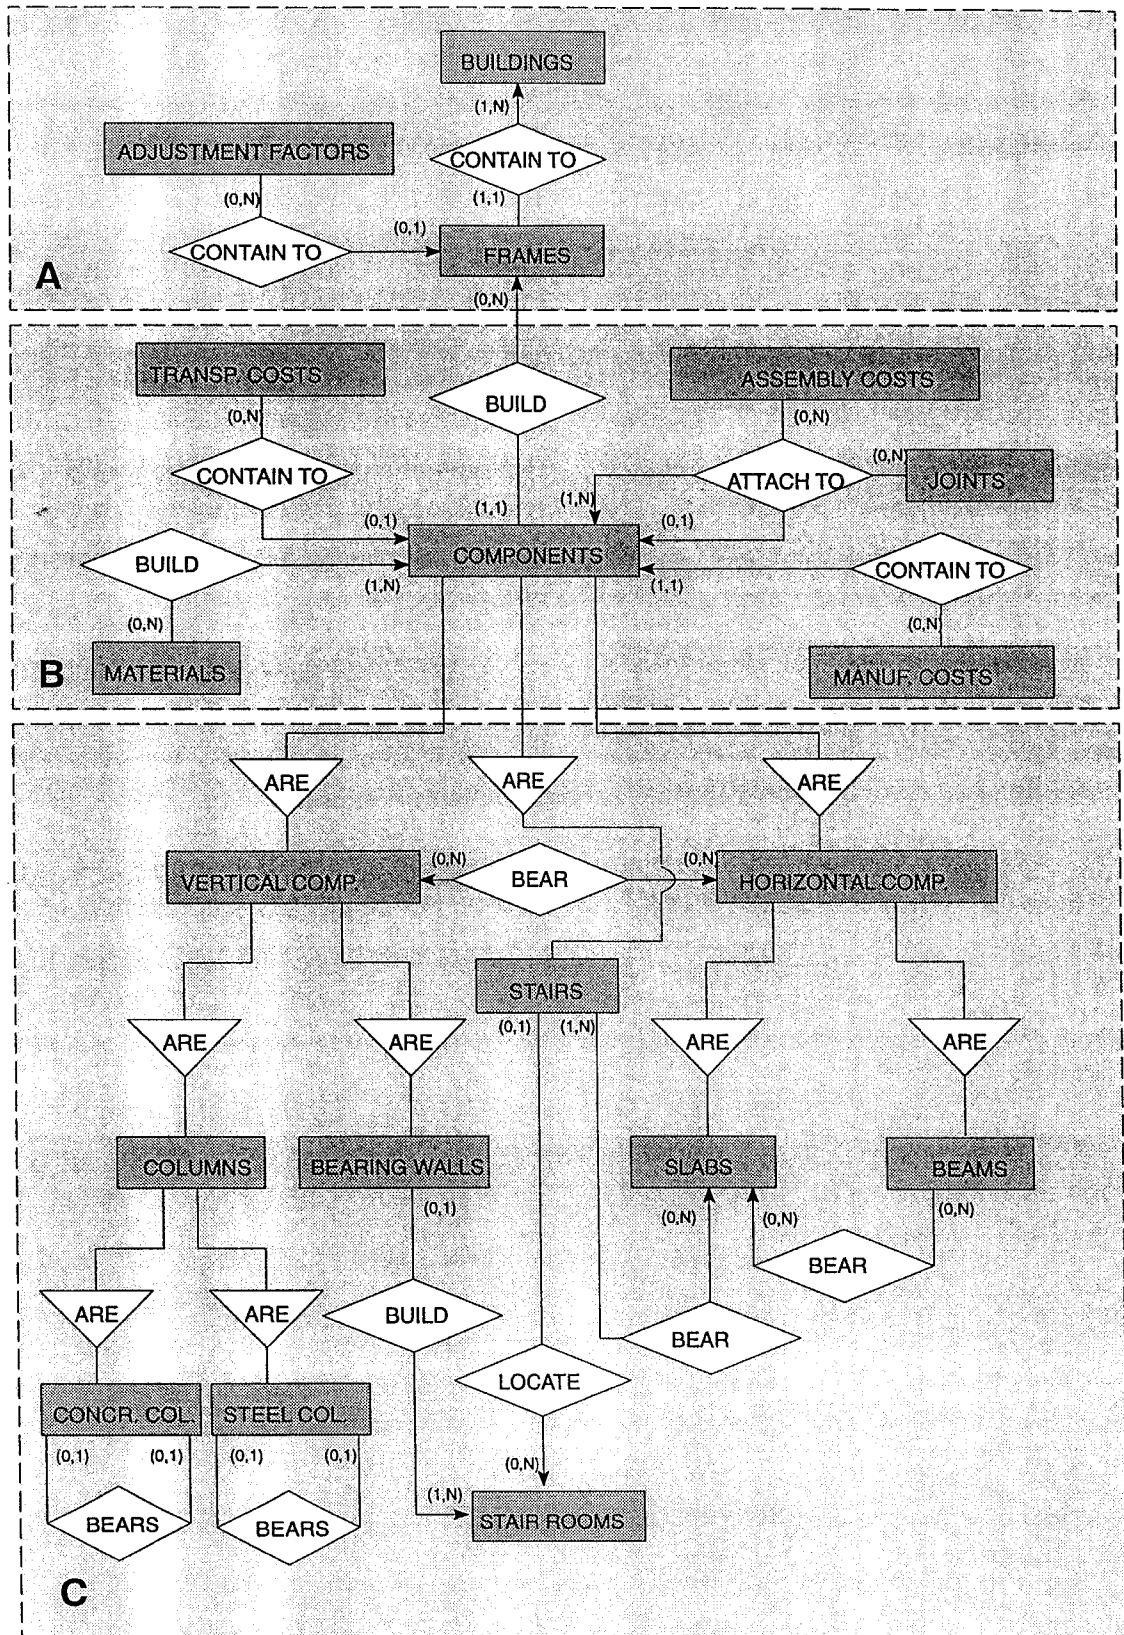 BUILDINGS
(1,N)
ADJUSTMENT FACTORS
CONTAIN TO
(0,N)
(1,1)
(0,1)
CONTAIN TO
FRAMES
A
(0,N)
TRANSP. COSTS
ASSEMBLY COSTS
(0,N)
BUILD
(0,N)
(0,N)
CONTAIN TO
ATTACH TO
JOINTS
(1,1)
(1,N)
(0,1)
(0,1)
COMPONENTS
BUILD
CONTAIN TO
(1,N)
(1,1)
(0,N)
(0,N)
B
MATERIALS
MANUF. COSTS
ARE
ARE
ARE
(0,N)
(0,N)
VERTICAL COMP.
BEAR
HORIZONTAL COMP.
STAIRS
(0,1)
(1,N)
ARE
ARE
ARE
ARE
COLUMNS
BEARING WALLS
SLABS
BEAMS
(0,1)
(0,N)
(0,N)
(0,N)
BEAR
ARE
ARE
BUILD
BEAR
LOCATE
CONCR. COL.
STEEL COL.
(0,1)
(0,1)
(0,1)
(0,1)
(0,N)
(1,N)
BEARS
BEARS
STAIR ROOMS
C